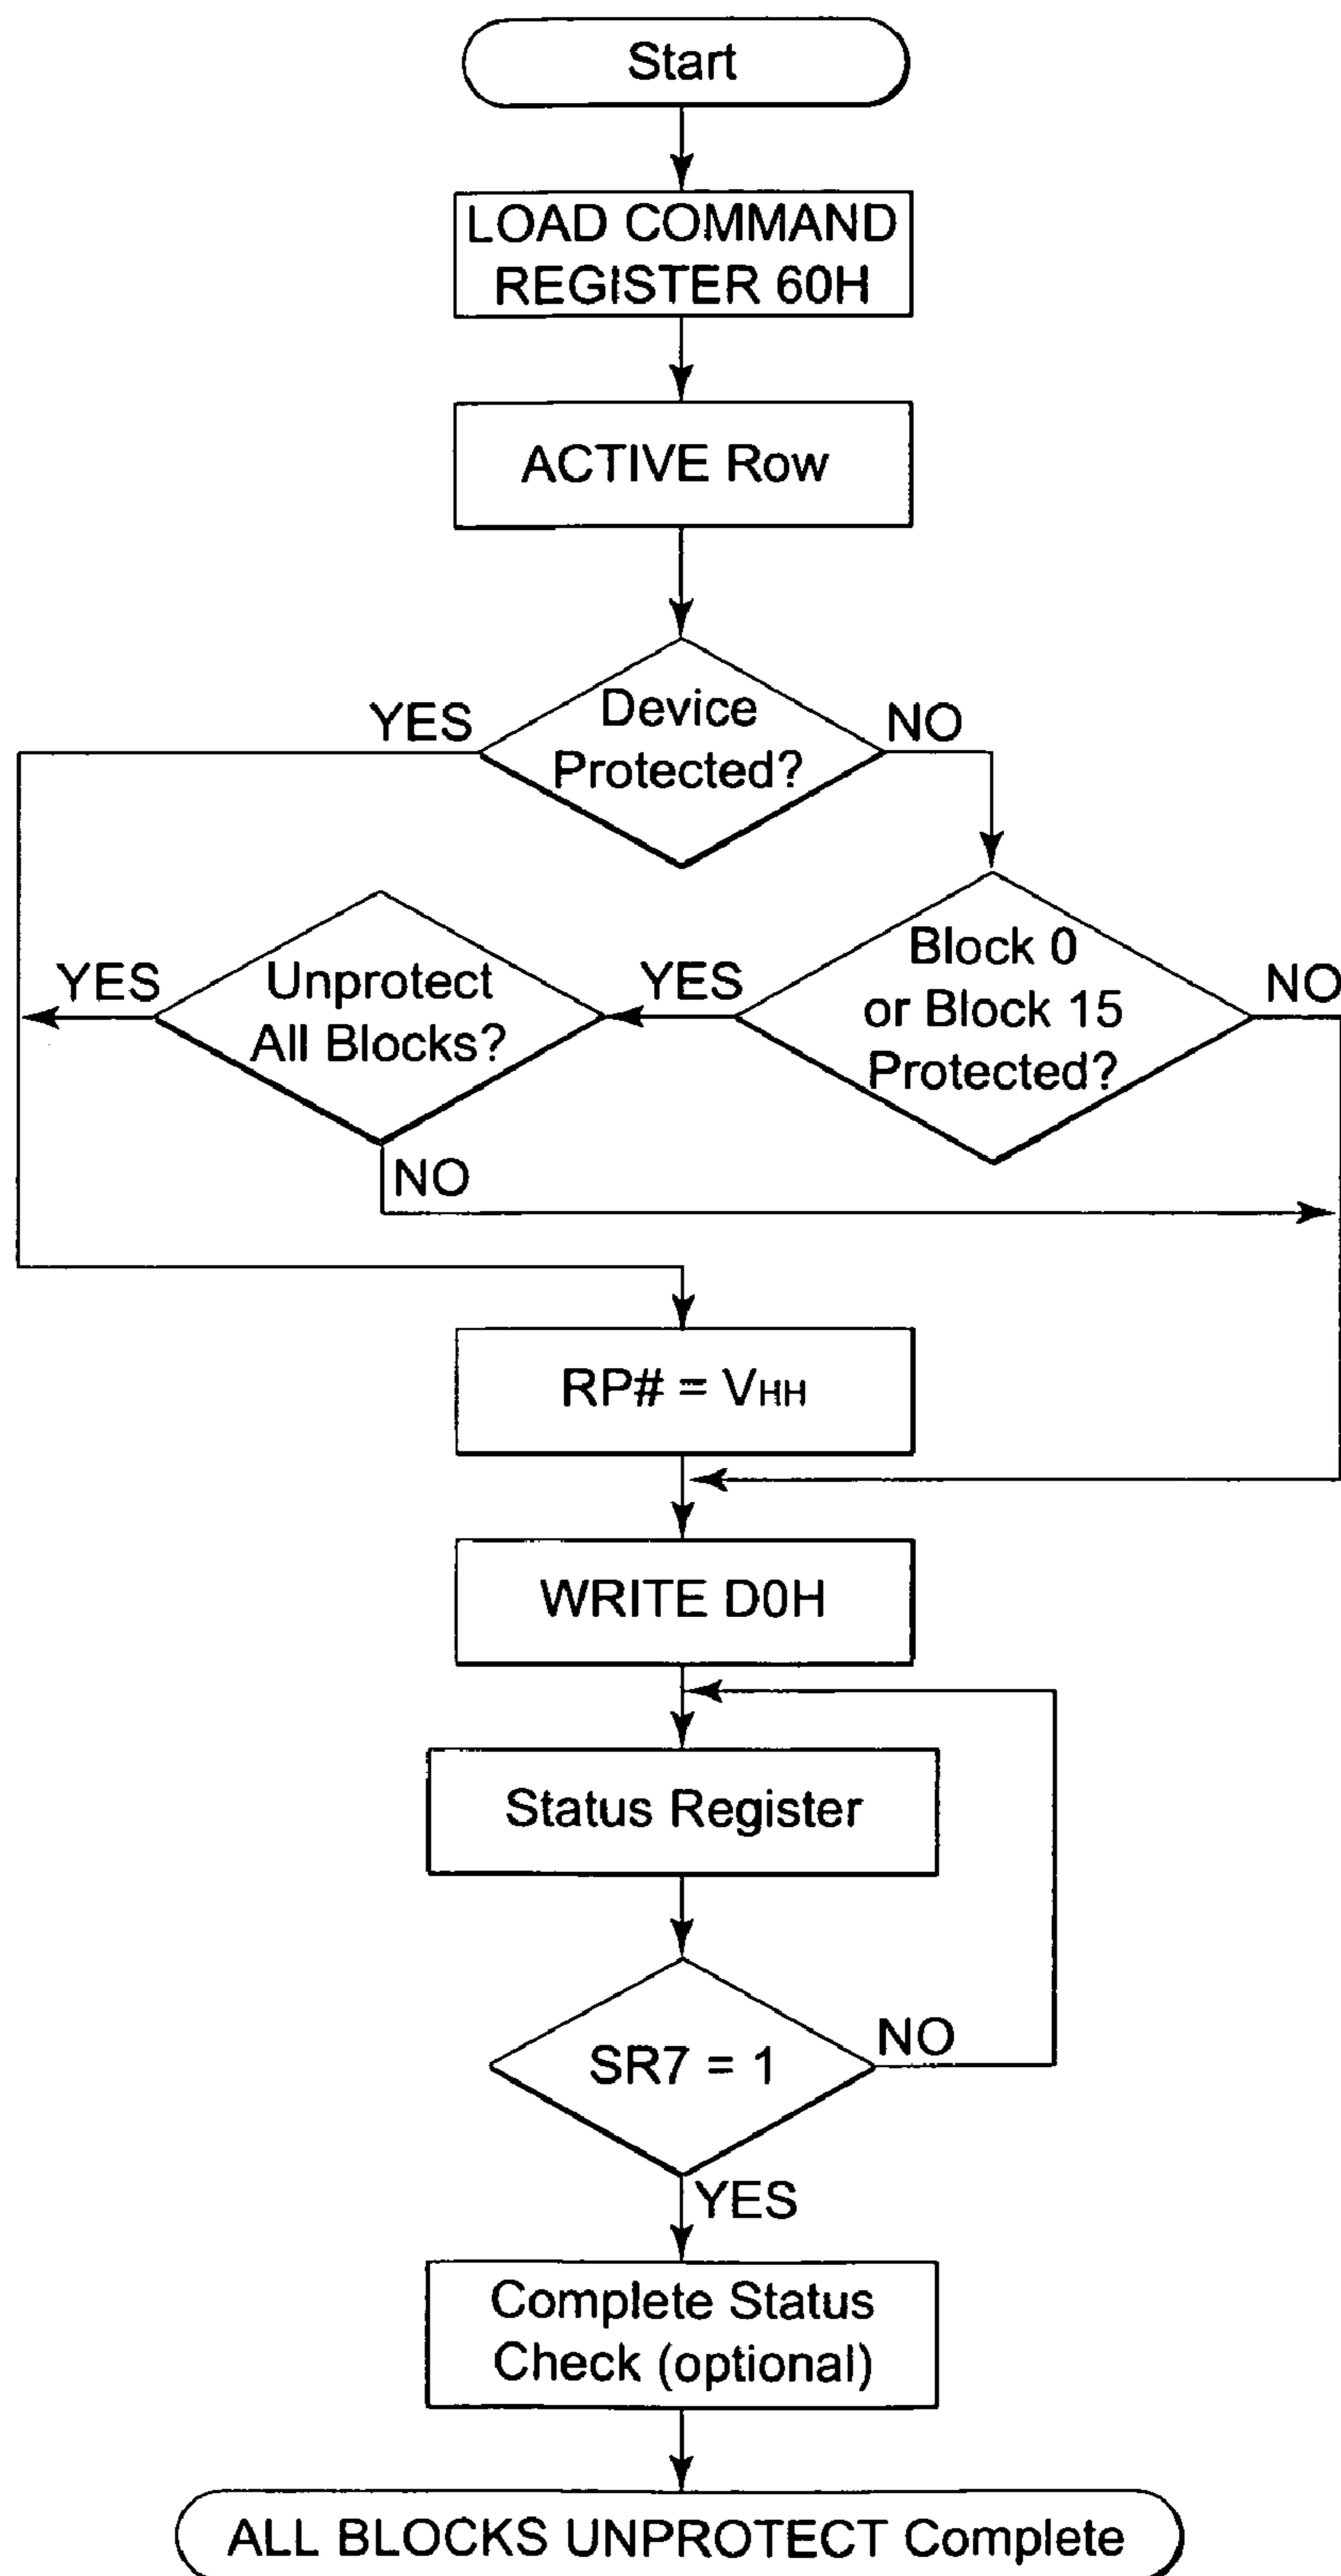 Start
LOAD COMMAND
REGISTER 60H
ACTIVE Row
Device
Protected?
YES
NO
Block 0
or Block 15
Protected?
YES
NO
Unprotect
All Blocks?
YES
NO
RP# = VHH
WRITE D0H
Status Register
SR7 = 1
NO
YES
Complete Status
Check (optional)
ALL BLOCKS UNPROTECT Complete